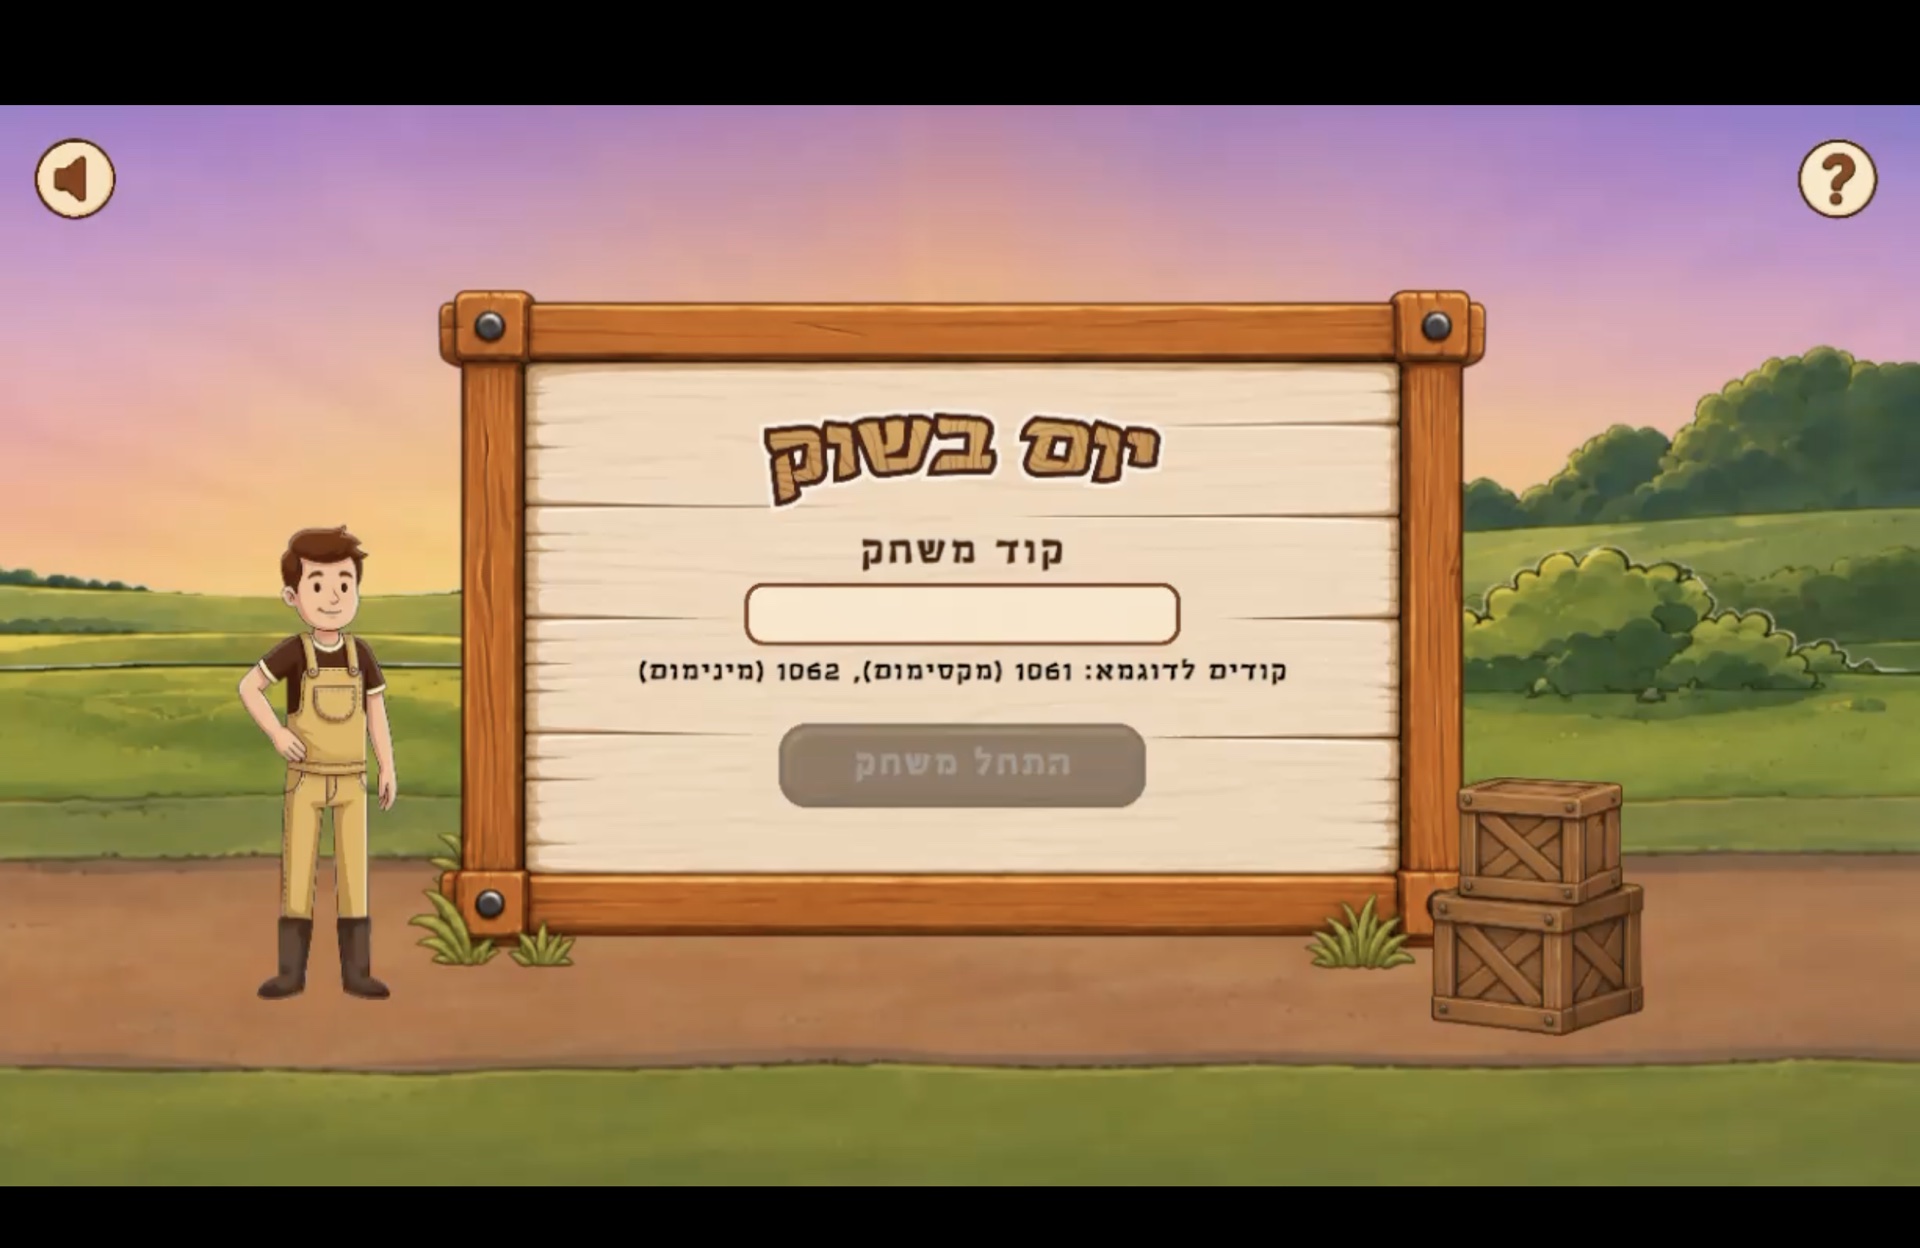 יום בשוק
קוד משחק
קודים לדוגמא: 1061 (מקסימום), 1062 (מינימום)
התחל משחק
?